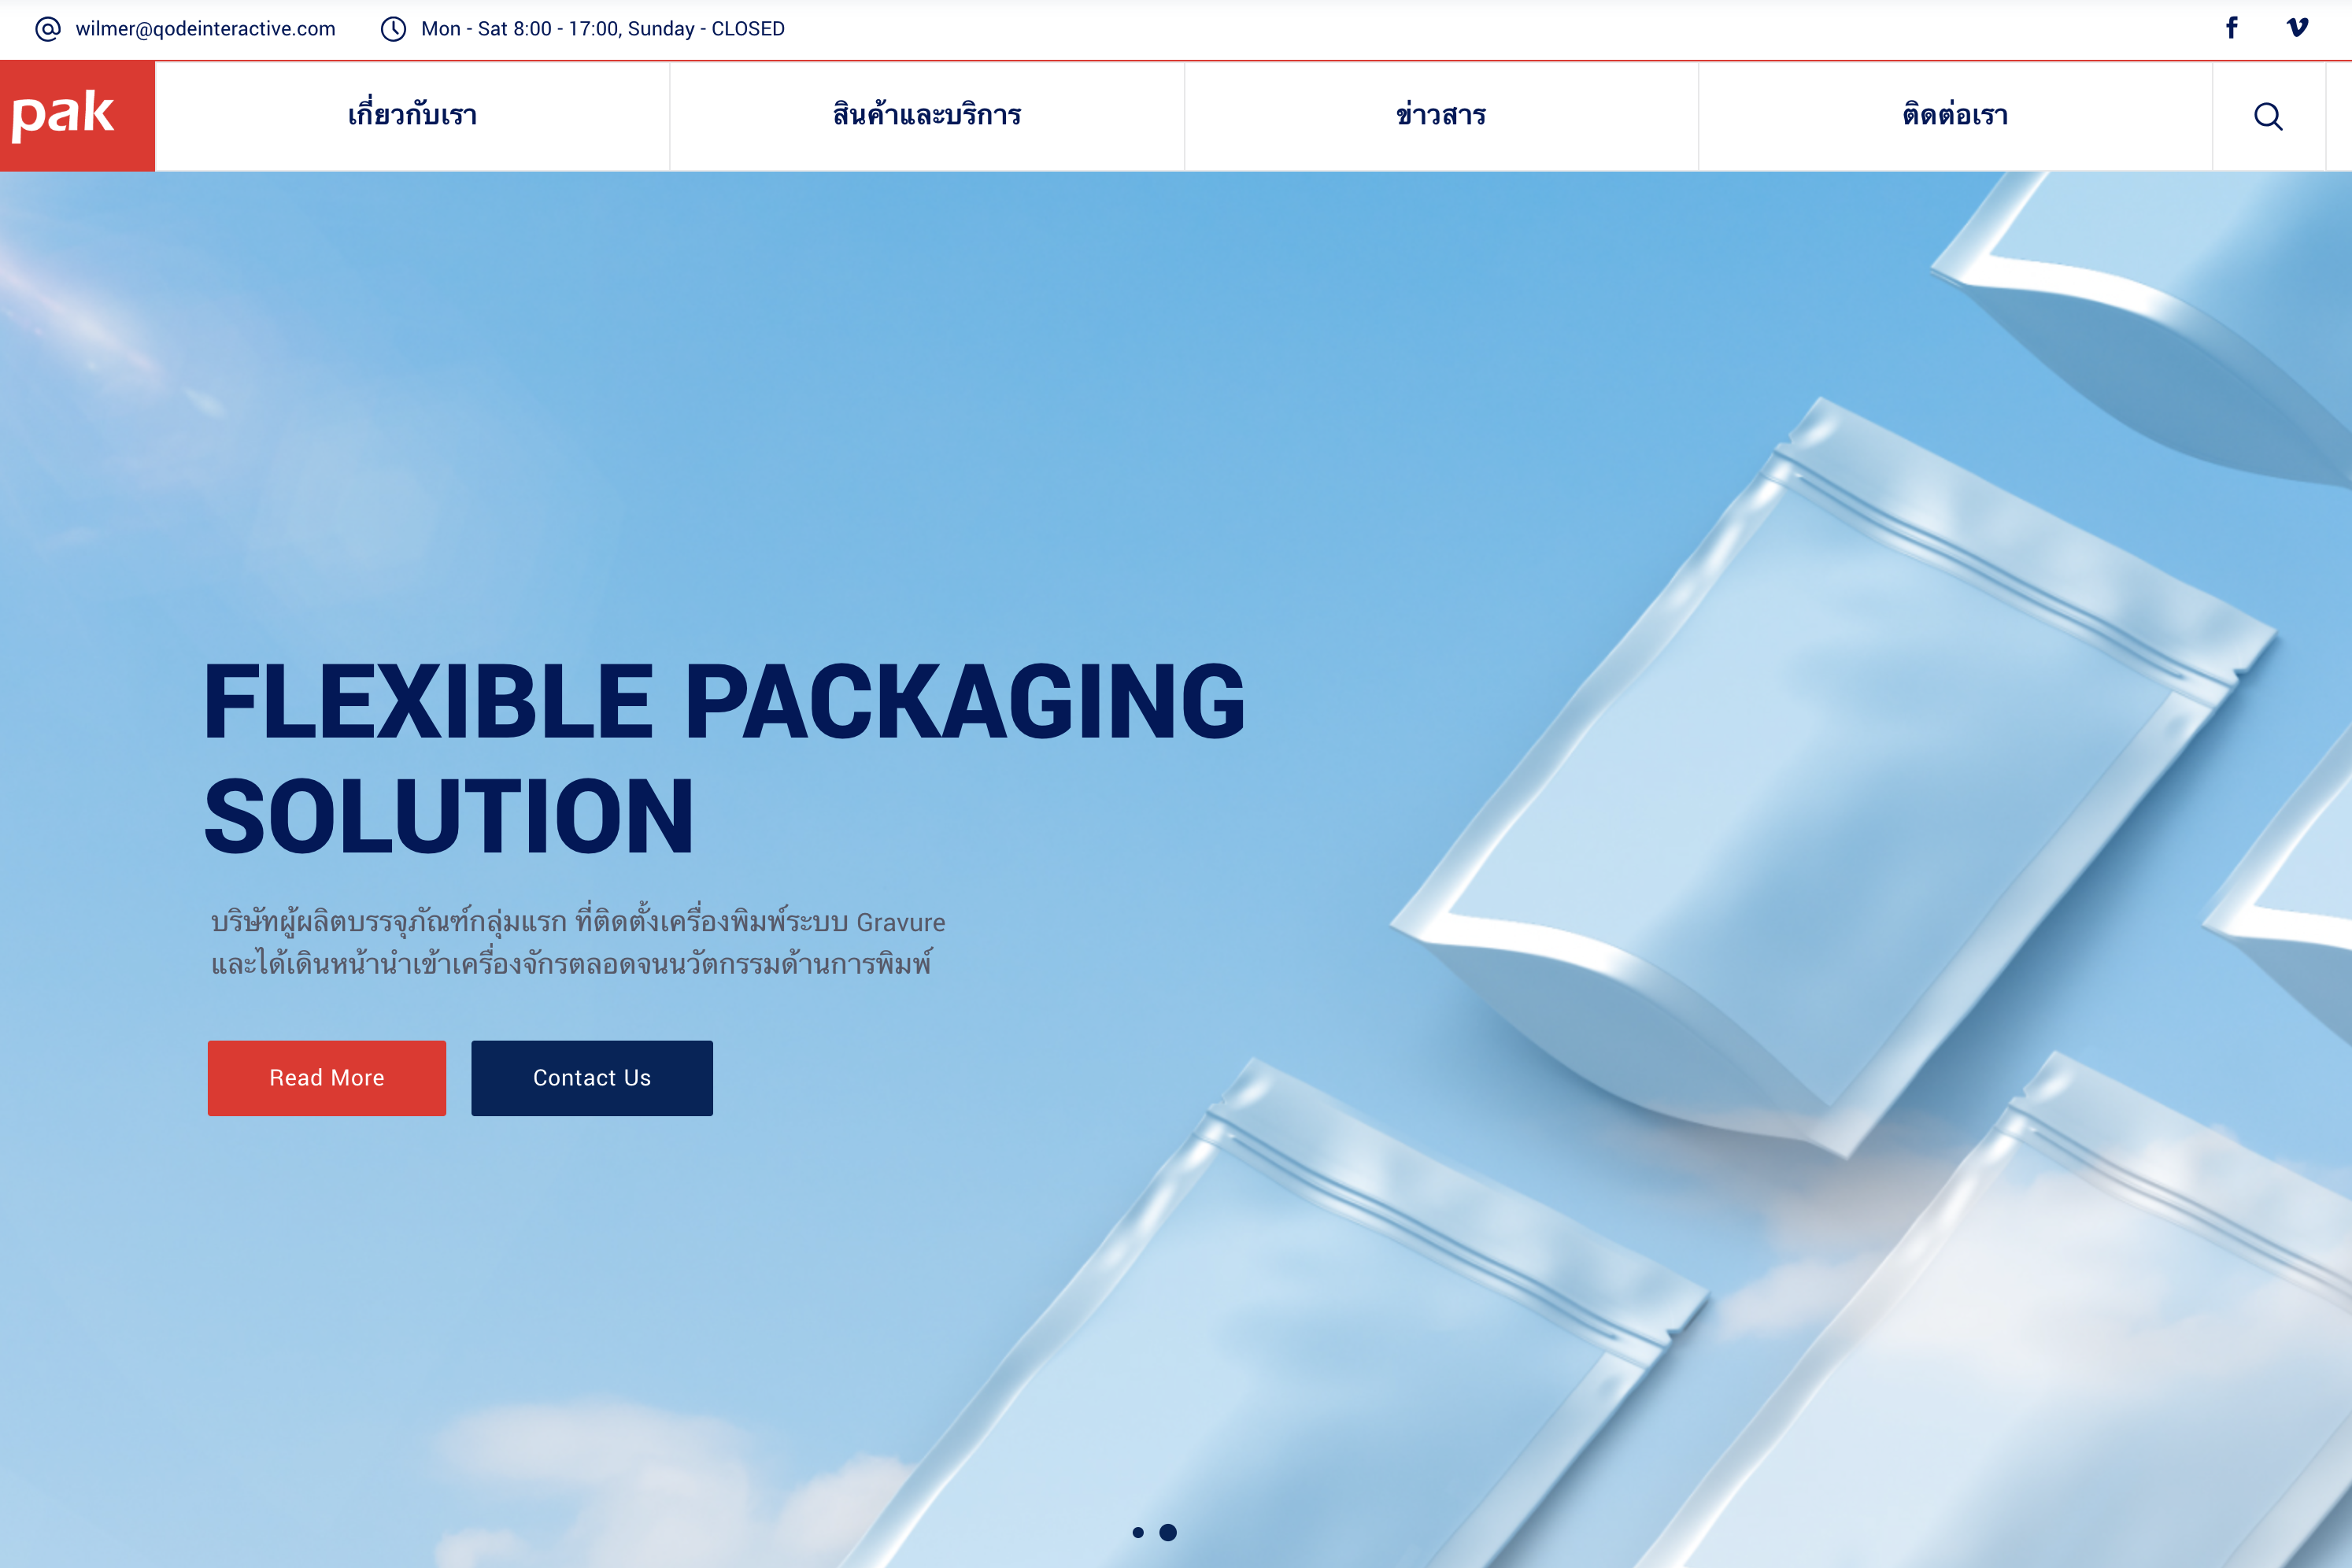 wilmer@qodeinteractive.com
Mon - Sat 8:00 - 17:00, Sunday - CLOSED
pak
เกี่ยวกับเรา
สินค้าและบริการ
ข่าวสาร
ติดต่อเรา
FLEXIBLE PACKAGING
SOLUTION
บริษัทผู้ผลิตบรรจุภัณฑ์กลุ่มแรก ที่ติดตั้งเครื่องพิมพ์ระบบ Gravure
และได้เดินหน้านำเข้าเครื่องจักรตลอดจนนวัตกรรมด้านการพิมพ์
Read More
Contact Us